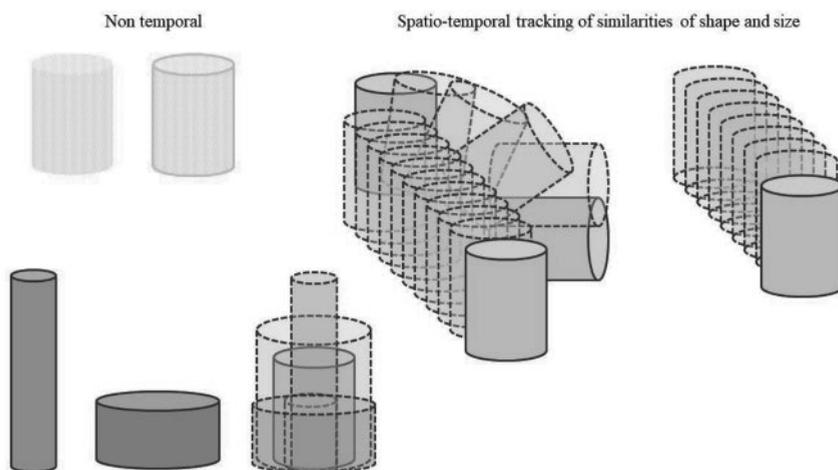 Non temporal
Spatio-temporal tracking of similarities of shape and size